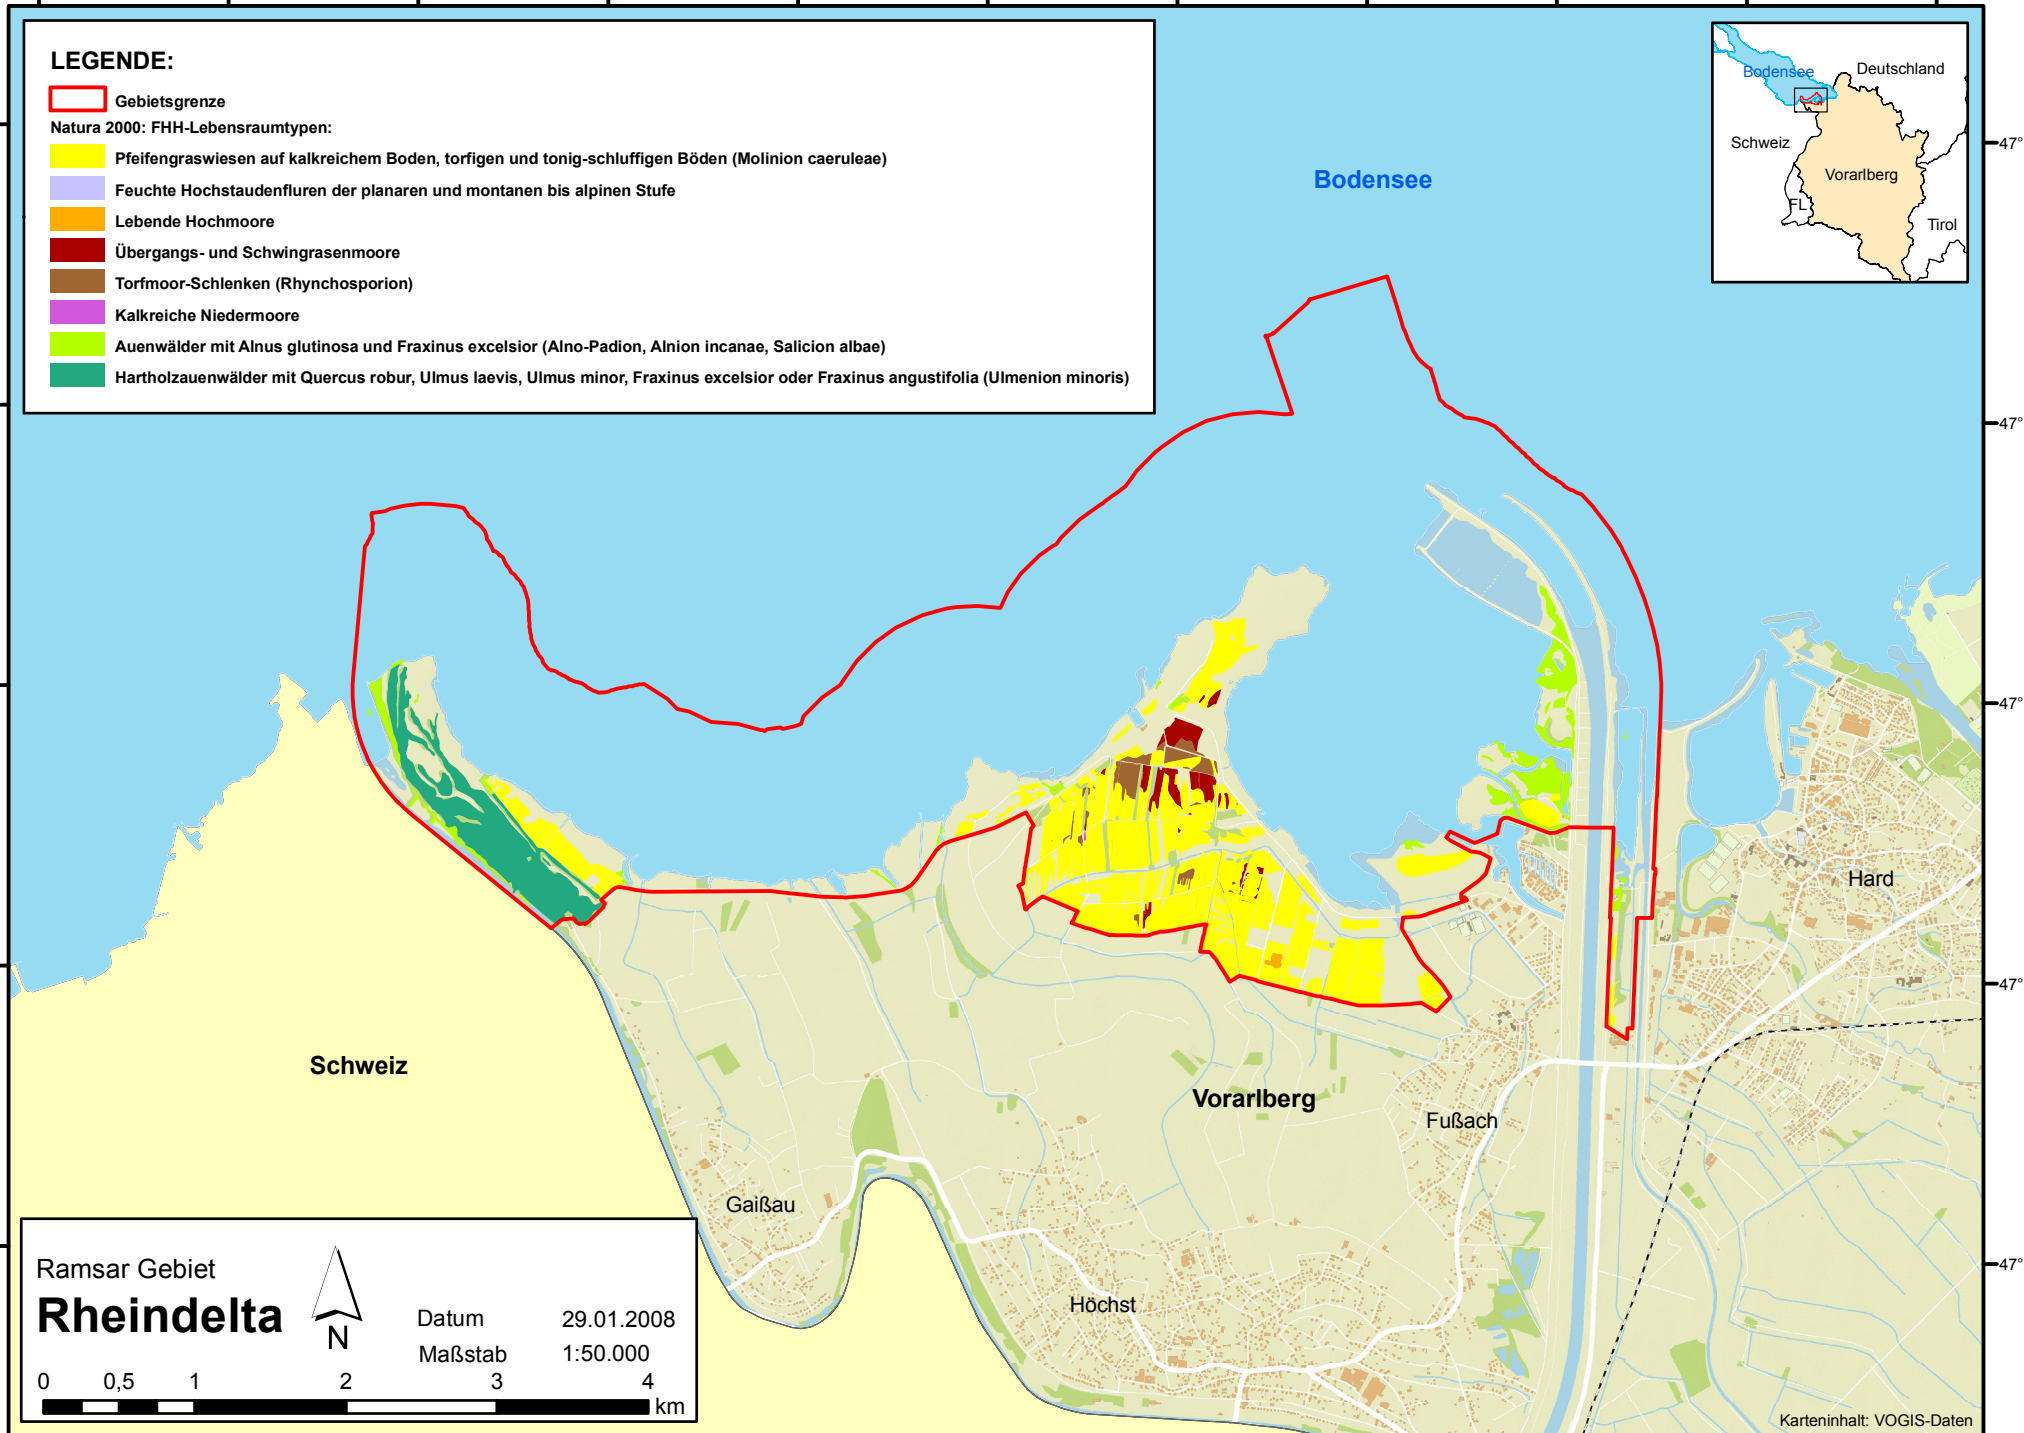 LEGENDE:
Gebietsgrenze
Natura 2000: FHH-Lebensraumtypen:
Pfeifengraswiesen auf kalkreichem Boden, torfigen und tonig-schluffigen Böden (Molinion caeruleae)
Feuchte Hochstaudenfluren der planaren und montanen bis alpinen Stufe
Lebende Hochmoore
Übergangs- und Schwingrasenmoore
Torfmoor-Schlenken (Rhynchosporion)
Kalkreiche Niedermoore
Auenwälder mit Alnus glutinosa und Fraxinus excelsior (Alno-Padion, Alnion incanae, Salicion albae)
Hartholzauenwälder mit Quercus robur, Ulmus laevis, Ulmus minor, Fraxinus excelsior oder Fraxinus angustifolia (Ulmenion minoris)
Bodensee
Deutschland
Schweiz
Vorarlberg
FL
Tirol
47°
Bodensee
47°
47°
Hard
47°
Schweiz
Vorarlberg
Fußach
Gaißau
47°
Höchst
Ramsar Gebiet
Rheindelta
N
Datum 29.01.2008
Maßstab 1:50.000
0 0,5 1 2 3 4
km
Karteninhalt: VOGIS-Daten